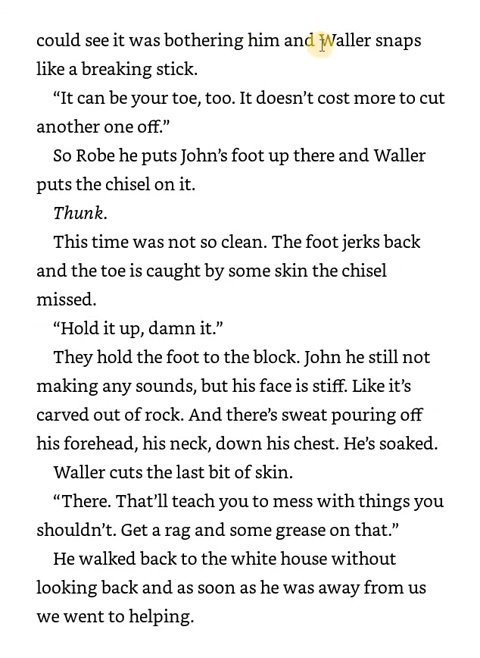 could see it was bothering him and Waller snaps
like a breaking stick.
“It can be your toe, too. It doesn’t cost more to cut
another one off.”
So Robe he puts John’s foot up there and Waller
puts the chisel on it.
Thunk.
This time was not so clean. The foot jerks back
and the toe is caught by some skin the chisel
missed.
“Hold it up, damn it.”
They hold the foot to the block. John he still not
making any sounds, but his face is stiff. Like it’s
carved out of rock. And there’s sweat pouring off
his forehead, his neck, down his chest. He’s soaked.
Waller cuts the last bit of skin.
“There. That’ll teach you to mess with things you
shouldn’t. Get a rag and some grease on that.”
He walked back to the white house without
looking back and as soon as he was away from us
we went to helping.